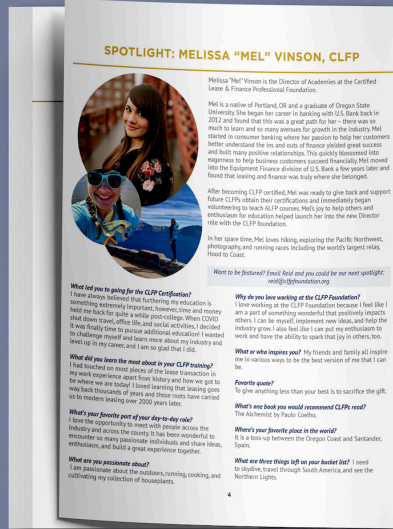 SPOTLIGHT: MELISSA “MEL” VINSON, CLFP
Melissa “Mel” Vinson is the Director of Academies at the Certified
Lease & Finance Professional Foundation.
Mel is a native of Portland, OR and a graduate of Oregon State
University. She began her career in banking with U.S. Bank back in
2012 and found that this was a great path for her – there was so
much to learn and so many avenues for growth in the industry. Mel
started in consumer banking where her passion to help her customers
better understand the ins and outs of finance yielded great success
and built many positive relationships. This quickly blossomed into
eagerness to help business customers succeed financially. Mel moved
into the Equipment Finance division of U.S. Bank a few years later and
found that leasing and finance was truly where she belonged.
After becoming CLFP certified, Mel was ready to give back and support
future CLFPs obtain their certifications and immediately began
volunteering to teach ALFP courses. Mel's joy to help others and
enthusiasm for education helped launch her into the new Director
role with the CLFP foundation.
In her spare time, Mel loves hiking, exploring the Pacific Northwest,
photography, and running races including the world's largest relay,
Hood to Coast.
Want to be featured? Email Reid and you could be our next spotlight:
reid@clfpfoundation.org
What led you to going for the CLFP Certification?
I have always believed that furthering my education is
something extremely important, however, time and money
held me back for quite a while post-college. When COVID
shut down travel, office life, and social activities, I decided
it was finally time to pursue additional education! I wanted
to challenge myself and learn more about my industry and
level up in my career, and I am so glad that I did.
What did you learn the most about in your CLFP training?
I had touched on most pieces of the lease transaction in
my work experience apart from history and how we got to
be where we are today! I loved learning that leasing goes
way back thousands of years and those roots have carried
us to modern leasing over 2000 years later.
What's your favorite part of your day-to-day role?
I love the opportunity to meet with people across the
industry and across the county. It has been wonderful to
encounter so many passionate individuals and share ideas,
enthusiasm, and build a great experience together.
What are you passionate about?
I am passionate about the outdoors, running, cooking, and
cultivating my collection of houseplants.
Why do you love working at the CLFP Foundation?
I love working at the CLFP Foundation because I feel like I
am a part of something wonderful that positively impacts
others. I can be myself, implement new ideas, and help the
industry grow. I also feel like I can put my enthusiasm to
work and have the ability to spark that joy in others, too.
What or who inspires you? My friends and family all inspire
me in various ways to be the best version of me that I can
be.
Favorite quote?
To give anything less than your best is to sacrifice the gift.
What's one book you would recommend CLFPs read?
The Alchemist by Paulo Coelho.
Where's your favorite place in the world?
It is a toss-up between the Oregon Coast and Santander,
Spain.
What are three things left on your bucket list? I need
to skydive, travel through South America, and see the
Northern Lights.
4